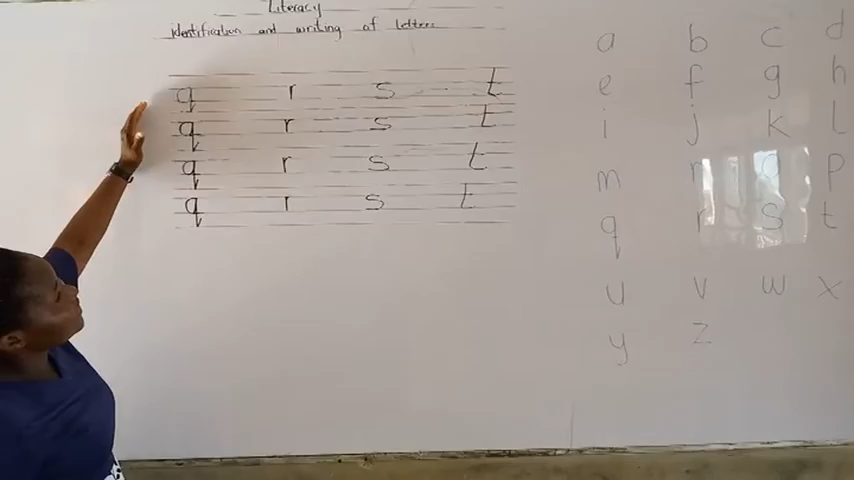 Literacy
identification and writing of letters
q r s t
q r s t
q r s t
q r s t
a b c d
e f g h
i j k l
m n o p
q r s t
u v w x
y z